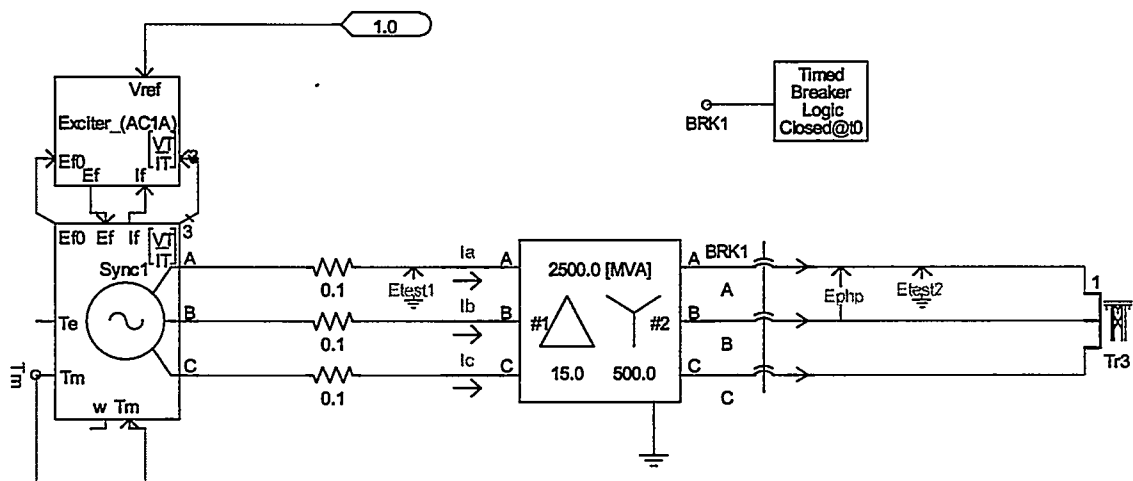 1.0
Vref
Exciter_(AC1A)
VT
IT
3
Ef0
Ef
If
Timed
Breaker
Logic
Closed@t0
BRK1
Ef0
Ef
If
VT
IT
3
Sync1
A
B
C
Te
Tm
Tm
w
Tm
0.1
0.1
0.1
Etest1
Ia
Ib
Ic
A
B
C
2500.0 [MVA]
#1
#2
15.0
500.0
A
B
C
BRK1
A
B
C
Ephp
Etest2
1
Tr3